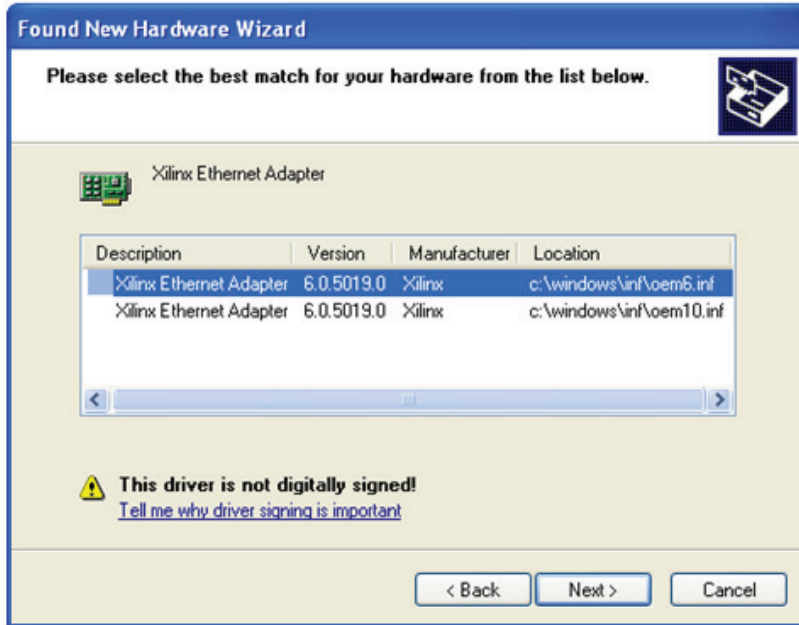 Found New Hardware Wizard
Please select the best match for your hardware from the list below.
Xilinx Ethernet Adapter
Description Version Manufacturer Location
Xilinx Ethernet Adapter 6.0.5019.0 Xilinx c:\windows\inf\oem6.inf
Xilinx Ethernet Adapter 6.0.5019.0 Xilinx c:\windows\inf\oem10.inf
This driver is not digitally signed!
Tell me why driver signing is important
< Back Next > Cancel